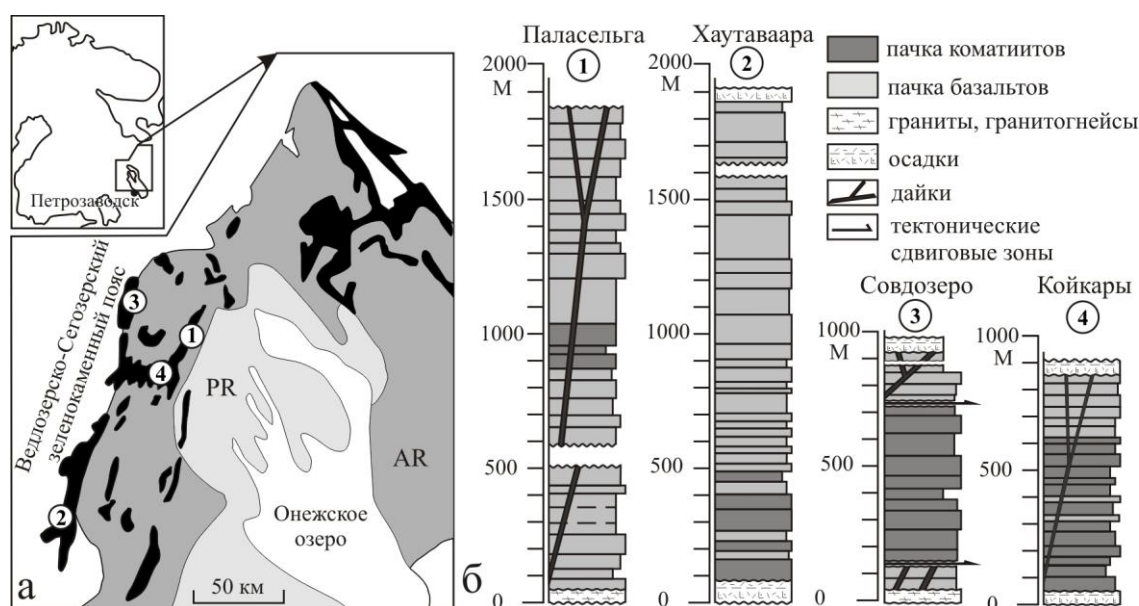 Петрозаводск
Ведлозерско-Сегозерский
зеленокаменный пояс
3
1
4
2
PR
AR
Онежское
озеро
50 км
а
б
Паласельга
1
2000
М
1500
1000
500
0
Хаутаваара
2
2000
М
1500
1000
500
0
пачка коматиитов
пачка базальтов
граниты, гранитогнейсы
осадки
дайки
тектонические
сдвиговые зоны
Совдозеро
3
1000
М
500
0
Койкары
4
1000
М
500
0